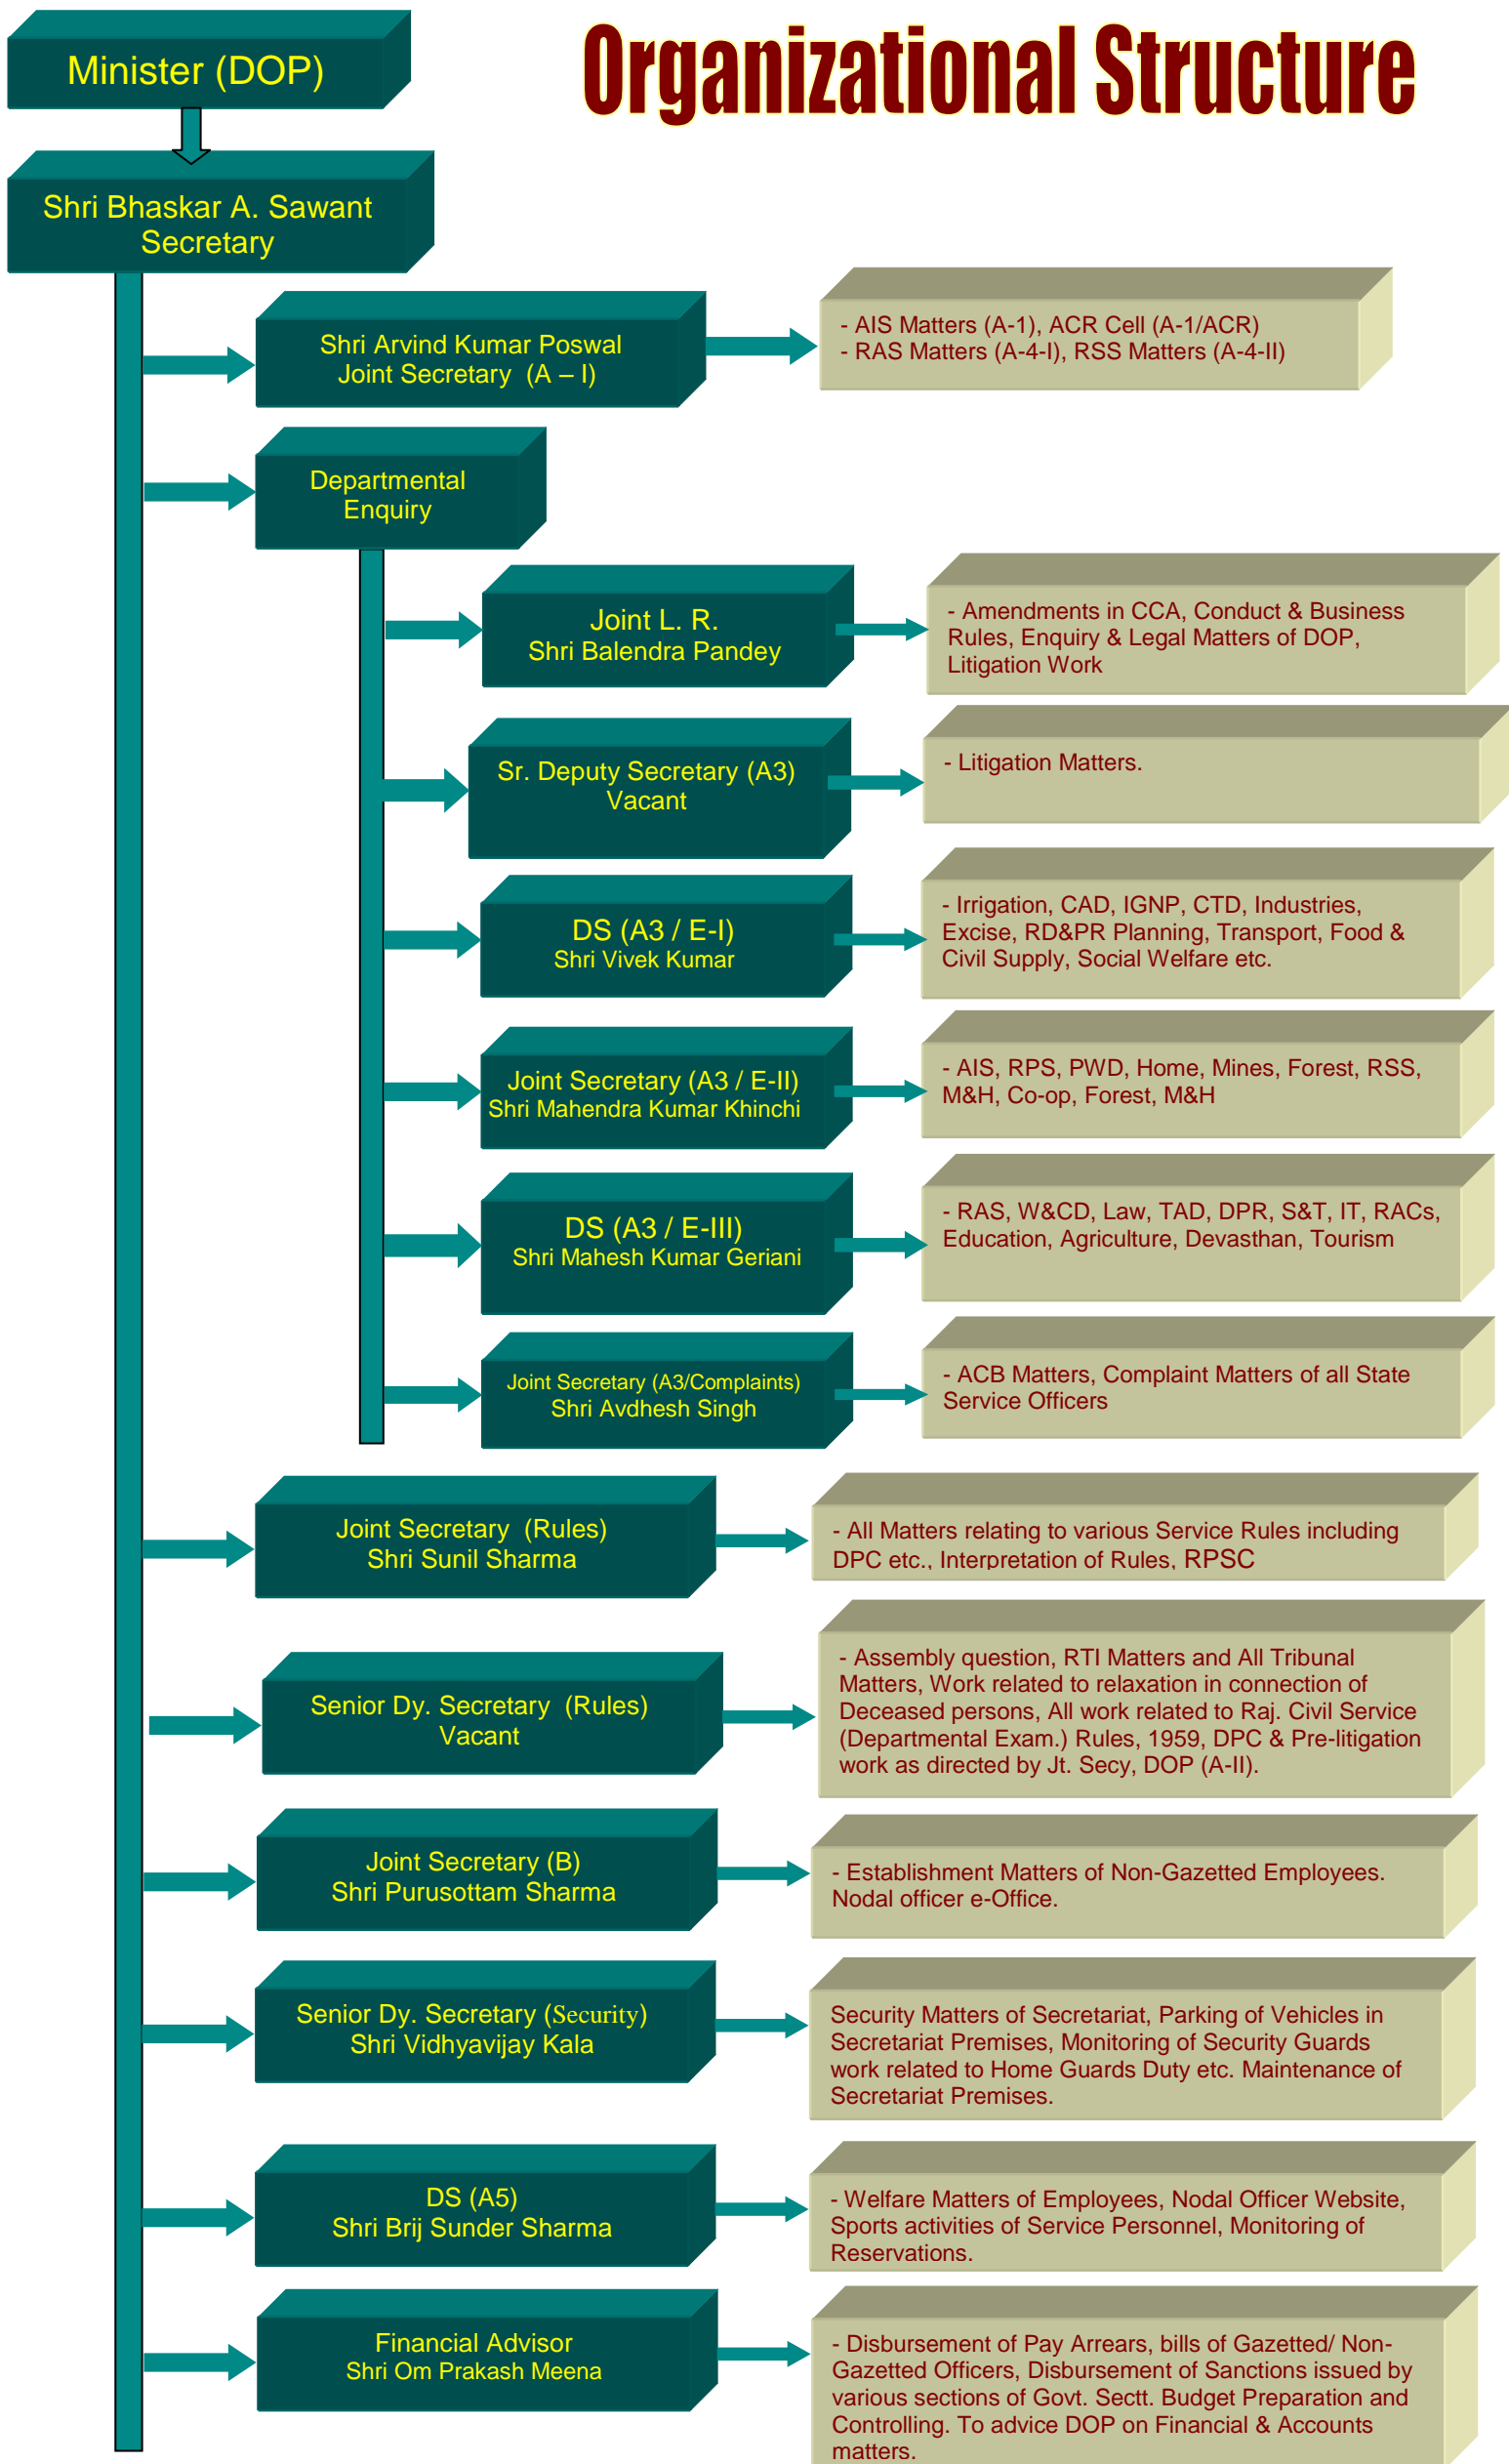 Organizational Structure
Minister (DOP)
Shri Bhaskar A. Sawant
Secretary
Shri Arvind Kumar Poswal
Joint Secretary (A – I)
- AIS Matters (A-1), ACR Cell (A-1/ACR)
- RAS Matters (A-4-I), RSS Matters (A-4-II)
Departmental
Enquiry
Joint L. R.
Shri Balendra Pandey
- Amendments in CCA, Conduct & Business
Rules, Enquiry & Legal Matters of DOP,
Litigation Work
Sr. Deputy Secretary (A3)
Vacant
- Litigation Matters.
DS (A3 / E-I)
Shri Vivek Kumar
- Irrigation, CAD, IGNP, CTD, Industries,
Excise, RD&PR Planning, Transport, Food &
Civil Supply, Social Welfare etc.
Joint Secretary (A3 / E-II)
Shri Mahendra Kumar Khinchi
- AIS, RPS, PWD, Home, Mines, Forest, RSS,
M&H, Co-op, Forest, M&H
DS (A3 / E-III)
Shri Mahesh Kumar Geriani
- RAS, W&CD, Law, TAD, DPR, S&T, IT, RACs,
Education, Agriculture, Devasthan, Tourism
Joint Secretary (A3/Complaints)
Shri Avdhesh Singh
- ACB Matters, Complaint Matters of all State
Service Officers
Joint Secretary (Rules)
Shri Sunil Sharma
- All Matters relating to various Service Rules including
DPC etc., Interpretation of Rules, RPSC
Senior Dy. Secretary (Rules)
Vacant
- Assembly question, RTI Matters and All Tribunal
Matters, Work related to relaxation in connection of
Deceased persons, All work related to Raj. Civil Service
(Departmental Exam.) Rules, 1959, DPC & Pre-litigation
work as directed by Jt. Secy, DOP (A-II).
Joint Secretary (B)
Shri Purusottam Sharma
- Establishment Matters of Non-Gazetted Employees.
Nodal officer e-Office.
Senior Dy. Secretary (Security)
Shri Vidhyavijay Kala
Security Matters of Secretariat, Parking of Vehicles in
Secretariat Premises, Monitoring of Security Guards
work related to Home Guards Duty etc. Maintenance of
Secretariat Premises.
DS (A5)
Shri Brij Sunder Sharma
- Welfare Matters of Employees, Nodal Officer Website,
Sports activities of Service Personnel, Monitoring of
Reservations.
Financial Advisor
Shri Om Prakash Meena
- Disbursement of Pay Arrears, bills of Gazetted/ Non-
Gazetted Officers, Disbursement of Sanctions issued by
various sections of Govt. Sectt. Budget Preparation and
Controlling. To advice DOP on Financial & Accounts
matters.